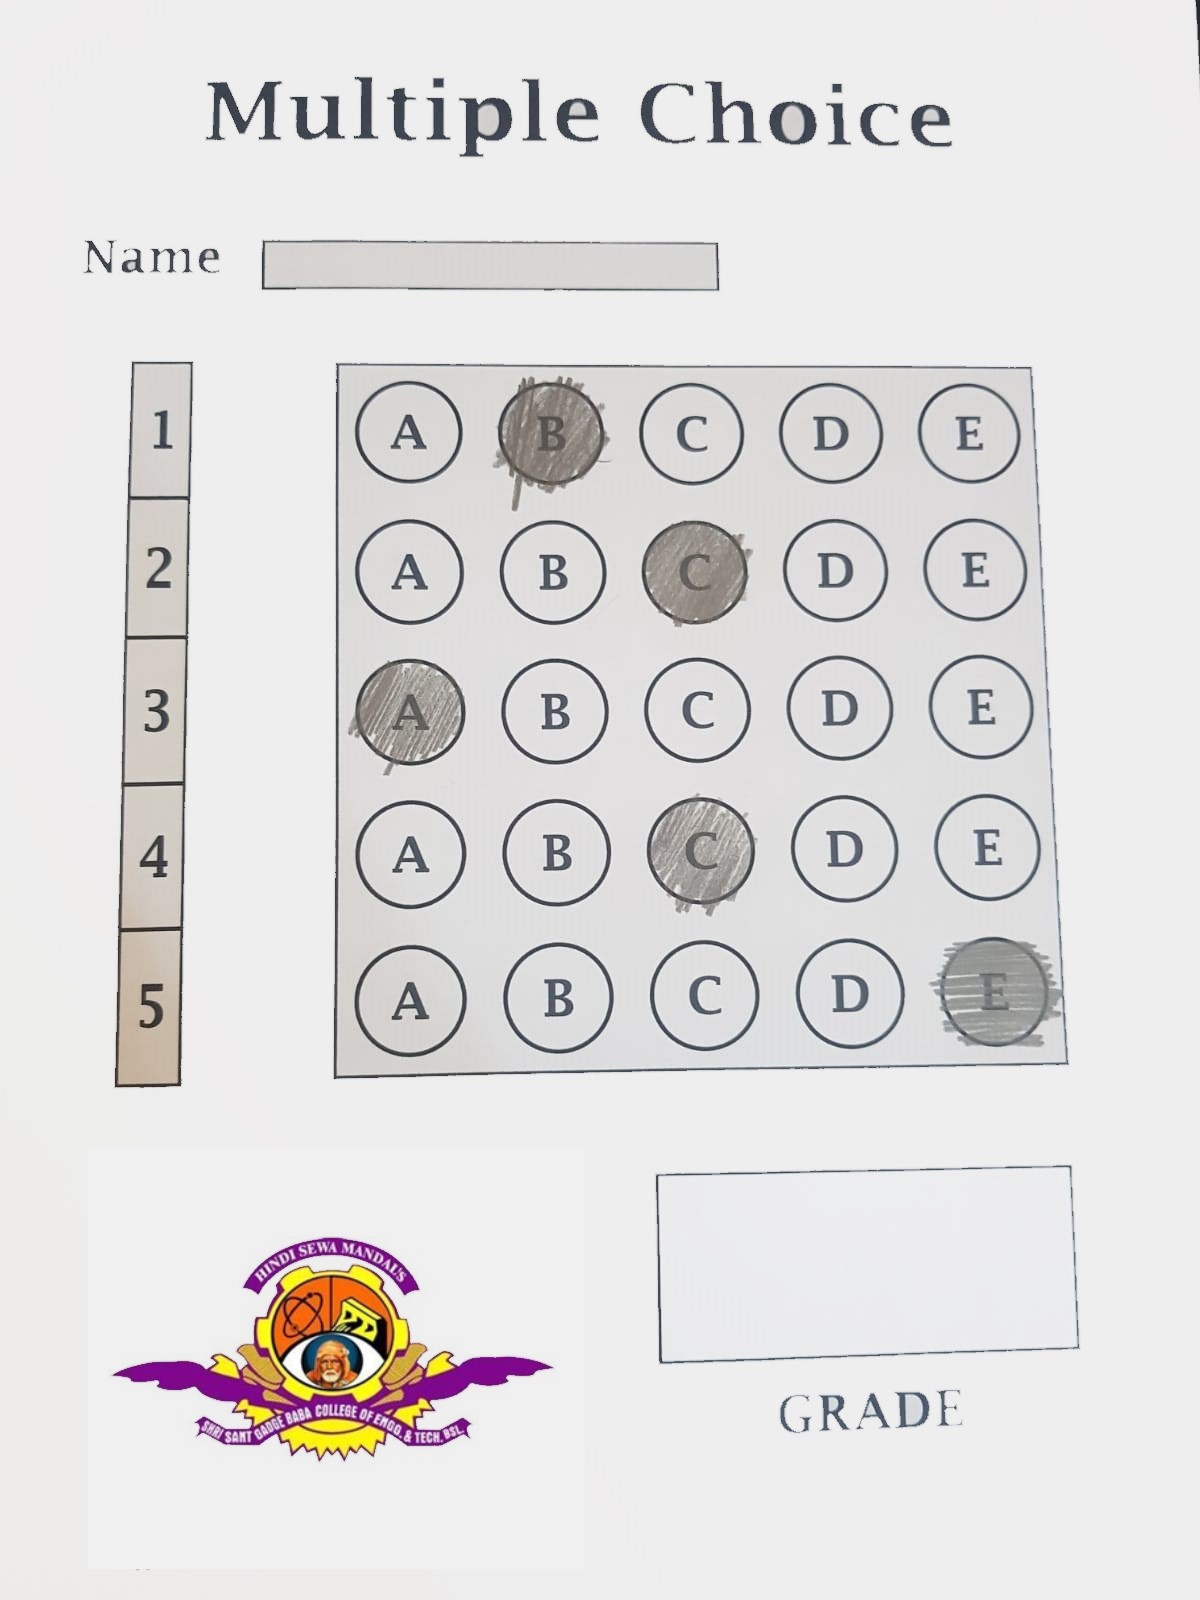 Multiple Choice
Name
1 A B C D E
2 A B C D E
3 A B C D E
4 A B C D E
5 A B C D E
HINDI SEWA MANDAL'S
SHRI SANT GADGE BABA COLLEGE OF ENGG. & TECH. BSL.
GRADE